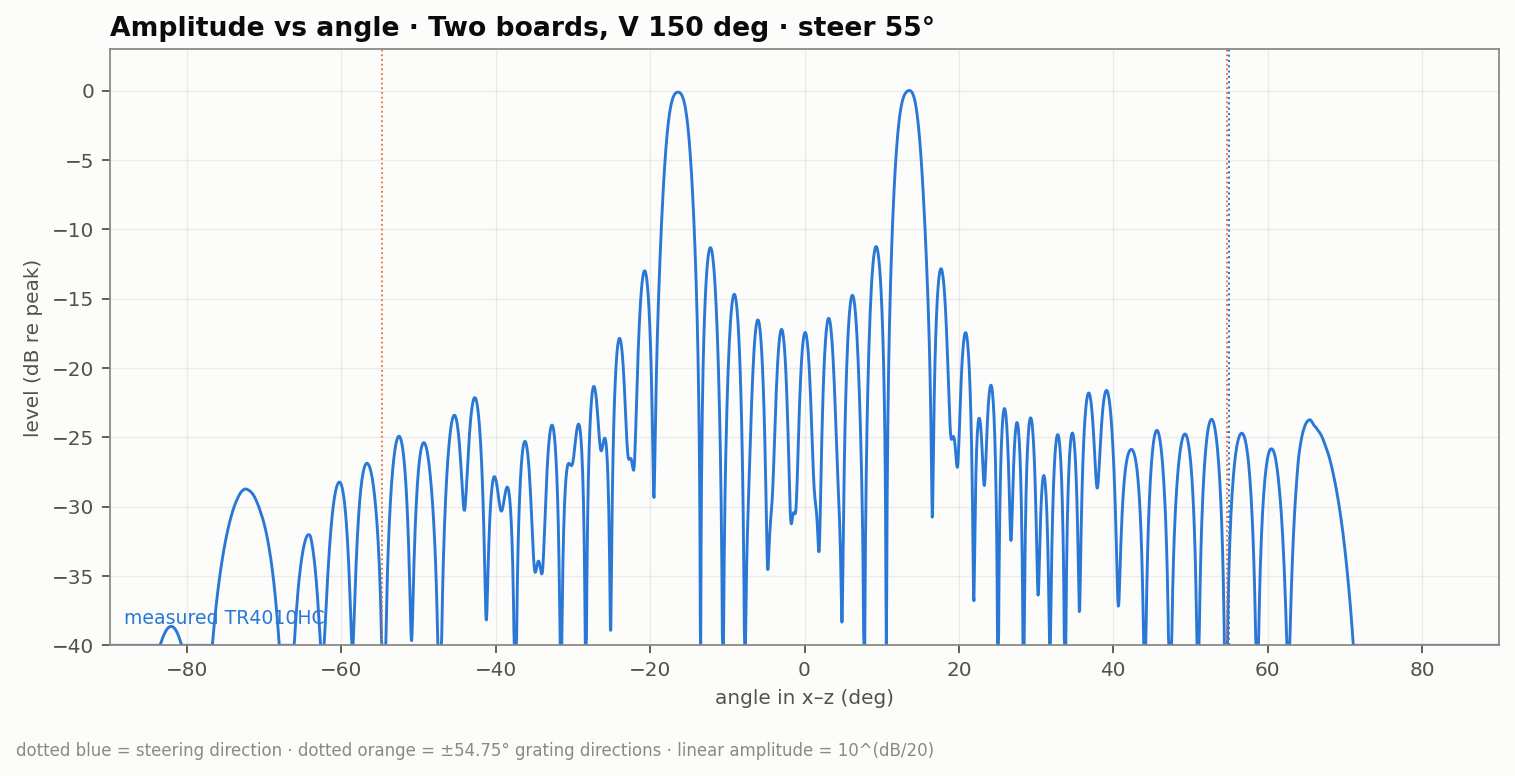 Amplitude vs angle · Two boards, V 150 deg · steer 55°
level (dB re peak)
0
−5
−10
−15
−20
−25
−30
−35
−40
measured TR4010HC
−80 −60 −40 −20 0 20 40 60 80
angle in x–z (deg)
dotted blue = steering direction · dotted orange = ±54.75° grating directions · linear amplitude = 10^(dB/20)